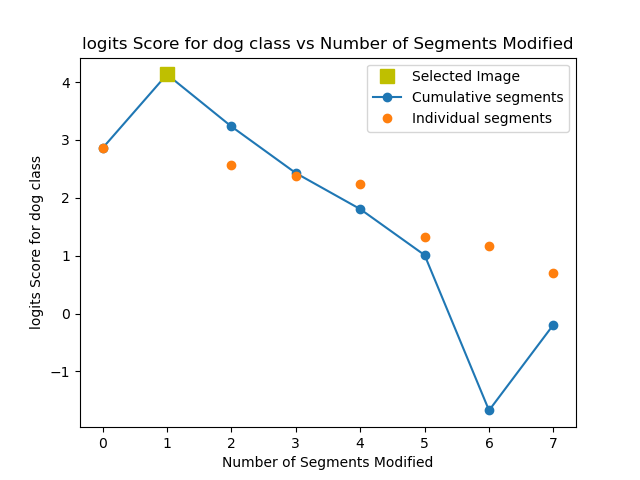 logits Score for dog class vs Number of Segments Modified
Selected Image
Cumulative segments
Individual segments
logits Score for dog class
4
3
2
1
0
−1
0 1 2 3 4 5 6 7
Number of Segments Modified